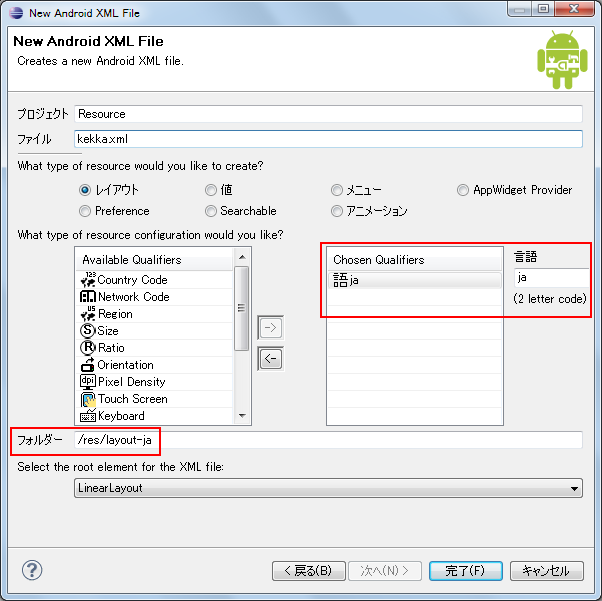 New Android XML File
New Android XML File
Creates a new Android XML file.
プロジェクト Resource
ファイル kekka.xml
What type of resource would you like to create?
レイアウト 値 メニュー AppWidget Provider
Preference Searchable アニメーション
What type of resource configuration would you like?
Available Qualifiers Chosen Qualifiers 言語
123 Country Code 語 ja ja
Network Code (2 letter code)
US Region
S Size
R Ratio
Orientation
dpi Pixel Density
Touch Screen
Keyboard
-> 
<-
フォルダー /res/layout-ja
Select the root element for the XML file:
LinearLayout
? < 戻る(B) 次へ(N) > 完了(F) キャンセル